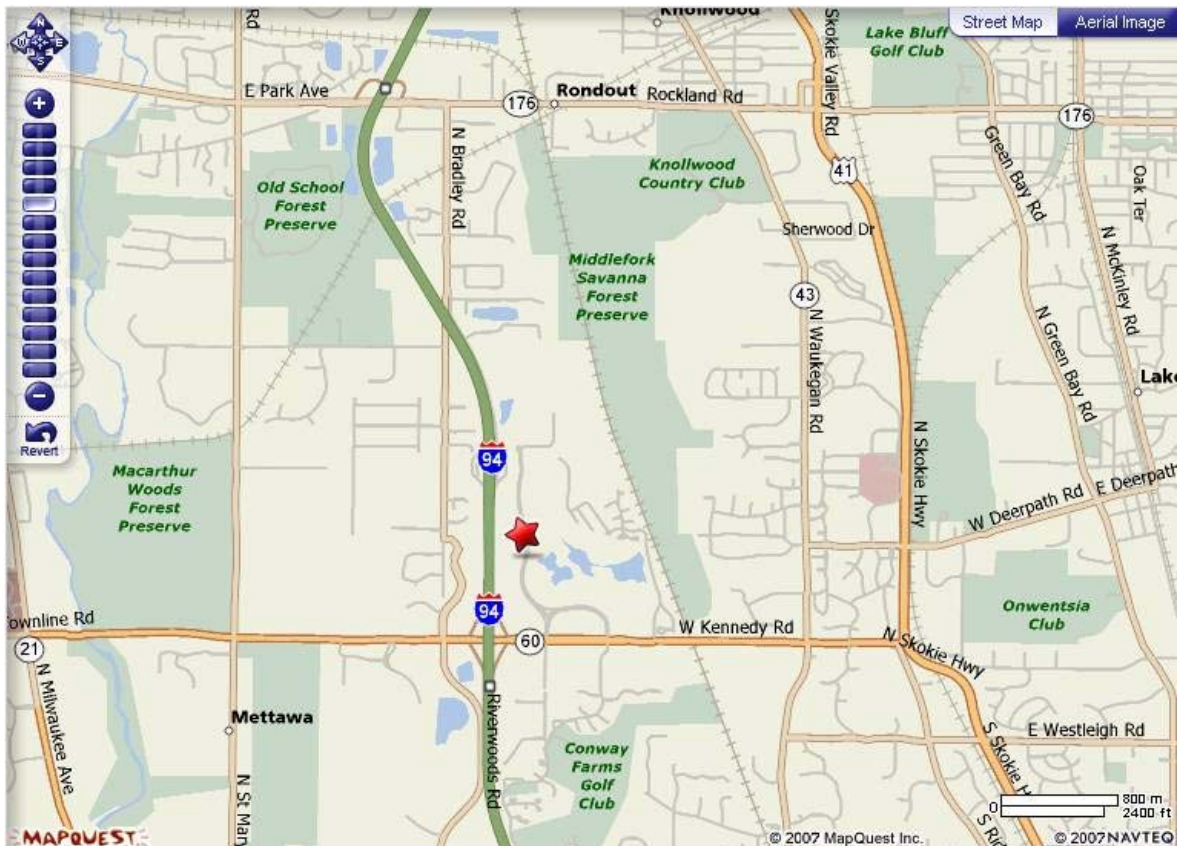 Knollwood
Street Map
Aerial Image
N
W
E
S
Rd
Skokie Valley Rd
Lake Bluff
Golf Club
E Park Ave
176
Rondout
Rockland Rd
176
N Bradley Rd
Knollwood
Country Club
41
Green Bay Rd
Oak Ter
Old School
Forest
Preserve
Sherwood Dr
N McKinley Rd
Middlefork
Savanna
Forest
Preserve
43
N Waukegan Rd
N Green Bay Rd
Lake
Revert
94
N Skokie Hwy
Macarthur
Woods
Forest
Preserve
W Deerpath Rd
E Deerpath
94
Onwentsia
Club
ownline Rd
21
60
W Kennedy Rd
N Skokie Hwy
N Milwaukee Ave
Mettawa
Riverwoods Rd
E Westleigh Rd
Conway
Farms
Golf
Club
N St Mary
S Skokie H
S Ri
0
800 m
2400 ft
MAPQUEST
© 2007 MapQuest Inc.
© 2007 NAVTEQ